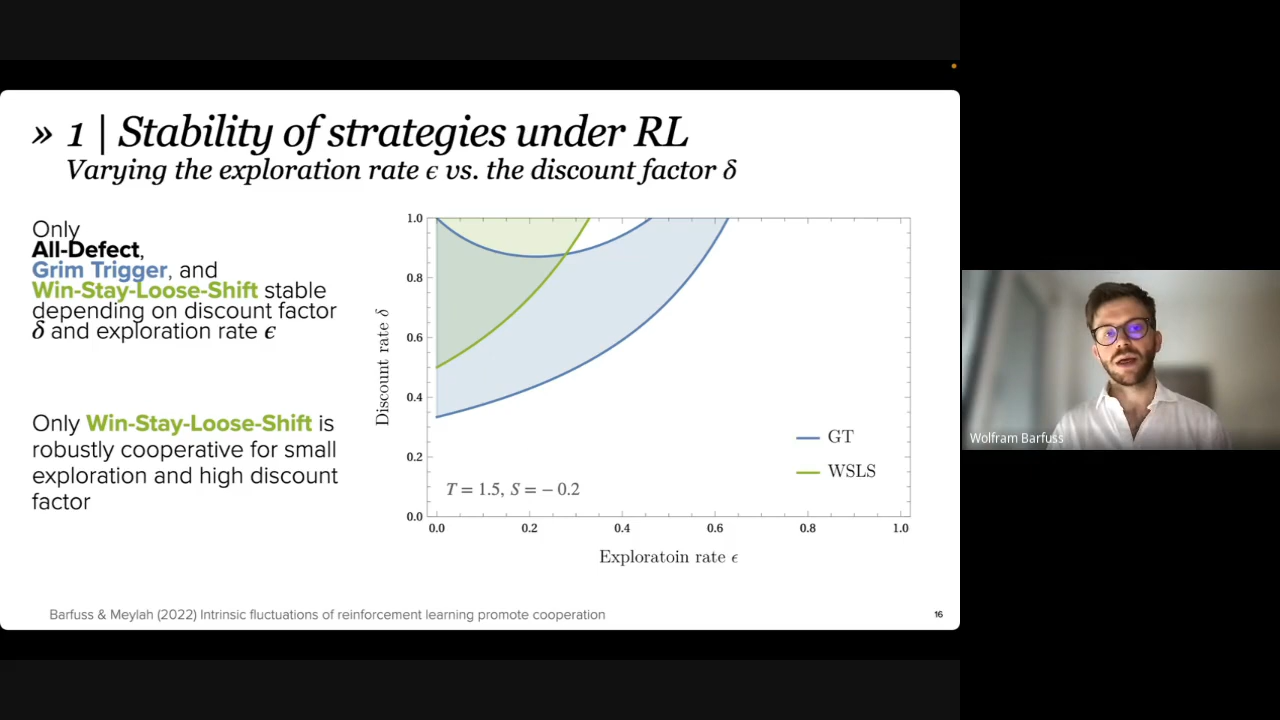 » 1 | Stability of strategies under RL
Varying the exploration rate ϵ vs. the discount factor δ
Only
All-Defect,
Grim Trigger, and
Win-Stay-Loose-Shift stable
depending on discount factor
δ and exploration rate ϵ
Only Win-Stay-Loose-Shift is
robustly cooperative for small
exploration and high discount
factor
Discount rate δ
1.0
0.8
0.6
0.4
0.2
0.0
GT
WSLS
T = 1.5, S = − 0.2
0.0 0.2 0.4 0.6 0.8 1.0
Exploratoin rate ϵ
Barfuss & Meylah (2022) Intrinsic fluctuations of reinforcement learning promote cooperation
16
Wolfram Barfuss